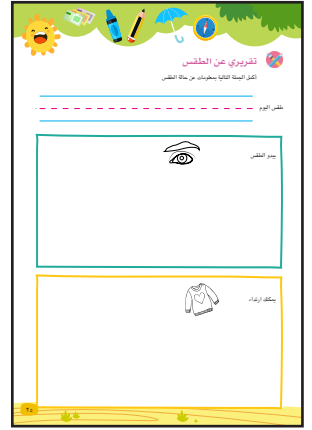 تقريري عن الطقس
أكمل الجملة التالية بمعلومات عن حالة الطقس
طقس اليوم
يبدو الطقس
يمكنك ارتداء
٢٥